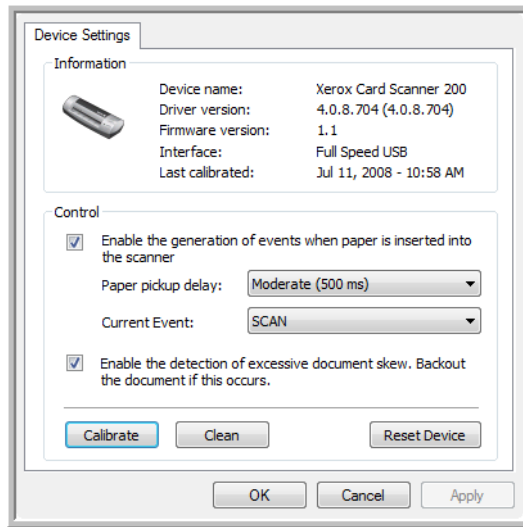 Device Settings
Information
Device name: Xerox Card Scanner 200
Driver version: 4.0.8.704 (4.0.8.704)
Firmware version: 1.1
Interface: Full Speed USB
Last calibrated: Jul 11, 2008 - 10:58 AM
Control
Enable the generation of events when paper is inserted into
the scanner
Paper pickup delay: Moderate (500 ms)
Current Event: SCAN
Enable the detection of excessive document skew. Backout
the document if this occurs.
Calibrate Clean Reset Device
OK Cancel Apply